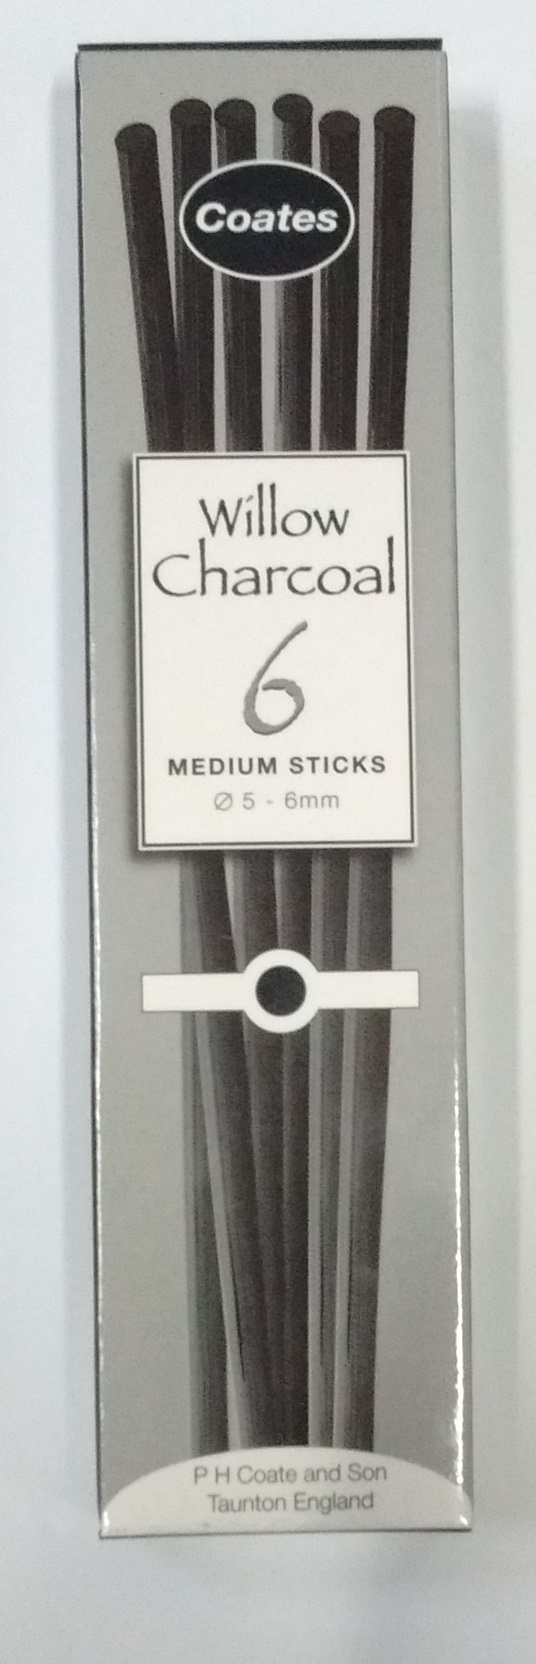 Coates
Willow
Charcoal
6
MEDIUM STICKS
Ø 5 - 6mm
P H Coate and Son
Taunton England